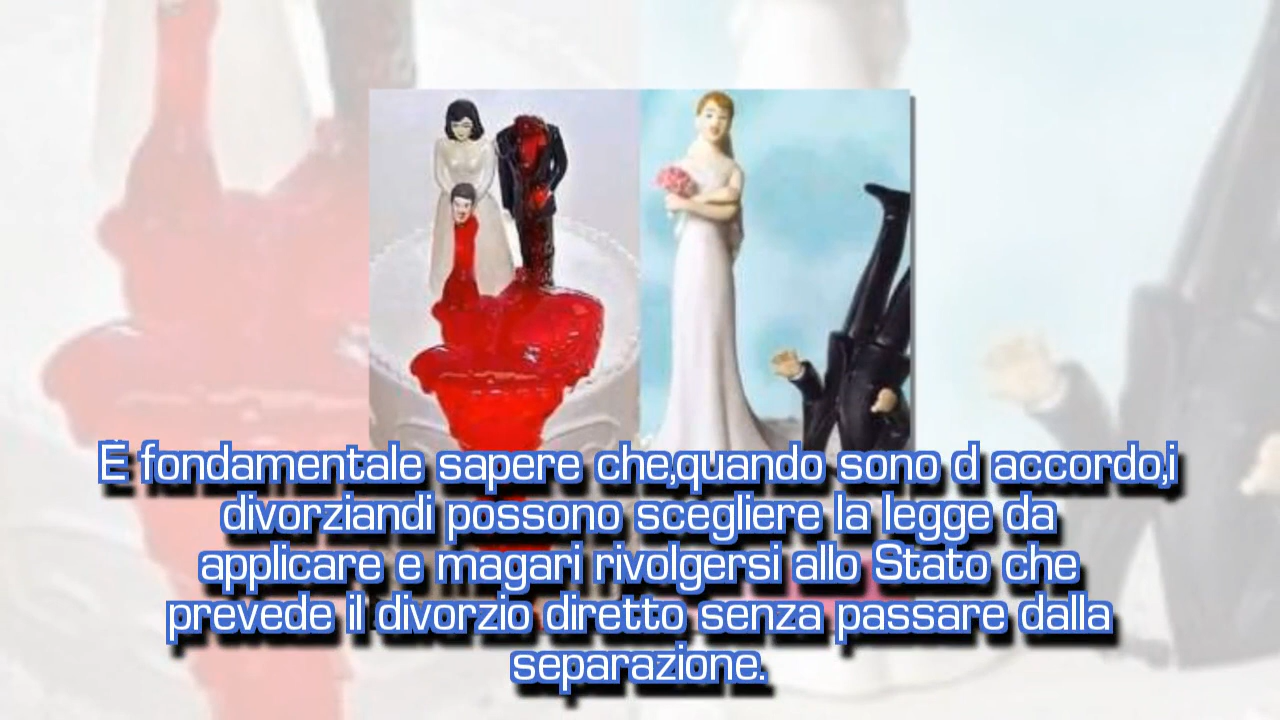 È fondamentale sapere che,quando sono d accordo,i
divorziandi possono scegliere la legge da
applicare e magari rivolgersi allo Stato che
prevede il divorzio diretto senza passare dalla
separazione.